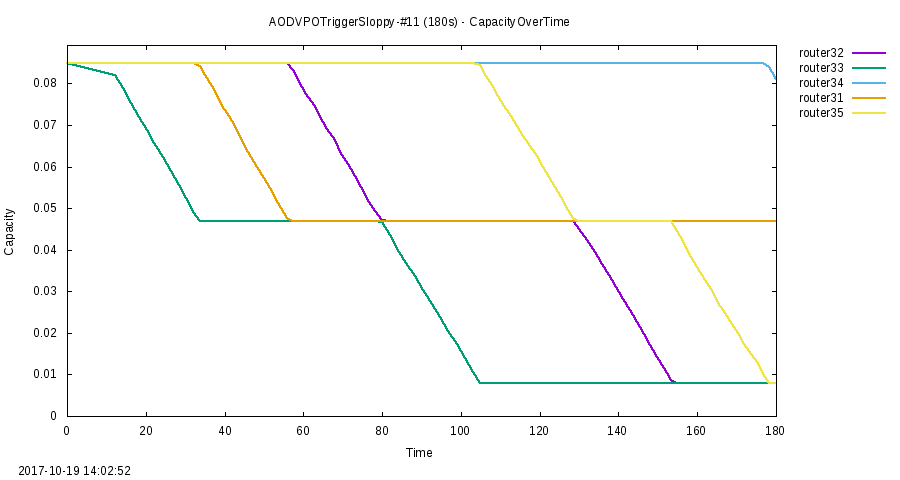 AODVPOTriggerSloppy-#11 (180s) - CapacityOverTime
router32
router33
router34
router31
router35
0.08
0.07
0.06
0.05
0.04
0.03
0.02
0.01
0
Capacity
0 20 40 60 80 100 120 140 160 180
Time
2017-10-19 14:02:52